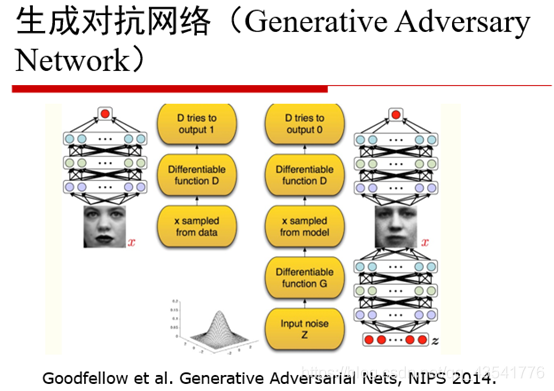 生成对抗网络（Generative Adversary
Network）
D tries to
output 1
D tries to
output 0
Differentiable
function D
Differentiable
function D
x
x sampled
from data
x sampled
from model
x
Differentiable
function G
Input noise
Z
z
Goodfellow et al. Generative Adversarial Nets, NIPS 2014.